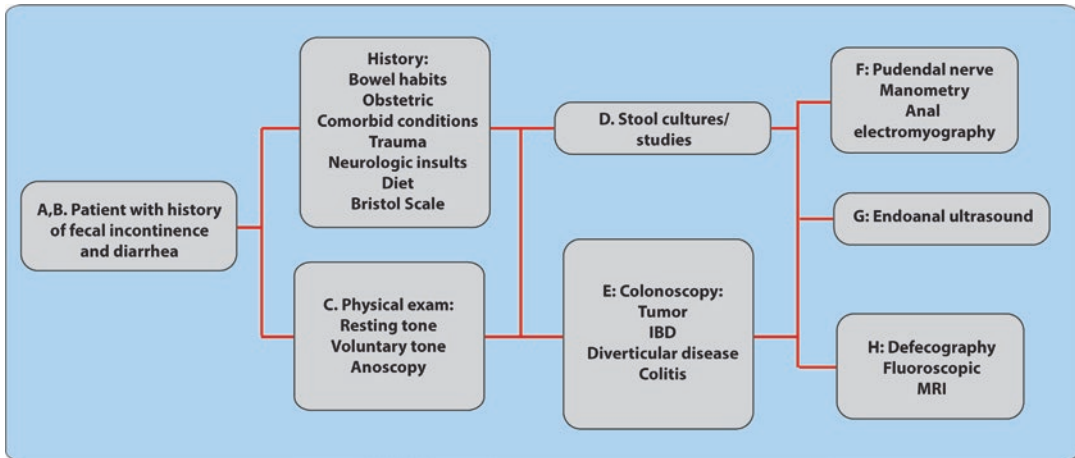 A,B. Patient with history
of fecal incontinence
and diarrhea
History:
Bowel habits
Obstetric
Comorbid conditions
Trauma
Neurologic insults
Diet
Bristol Scale
C. Physical exam:
Resting tone
Voluntary tone
Anoscopy
D. Stool cultures/
studies
E: Colonoscopy:
Tumor
IBD
Diverticular disease
Colitis
F: Pudendal nerve
Manometry
Anal
electromyography
G: Endoanal ultrasound
H: Defecography
Fluoroscopic
MRI